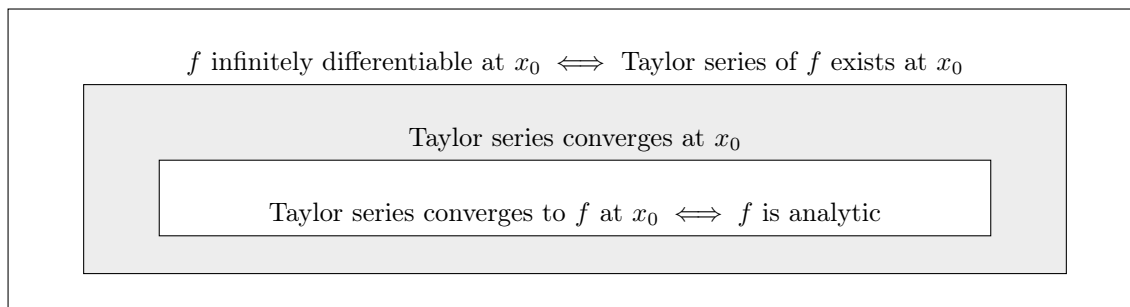 f infinitely differentiable at x₀ ⟺ Taylor series of f exists at x₀
Taylor series converges at x₀
Taylor series converges to f at x₀ ⟺ f is analytic